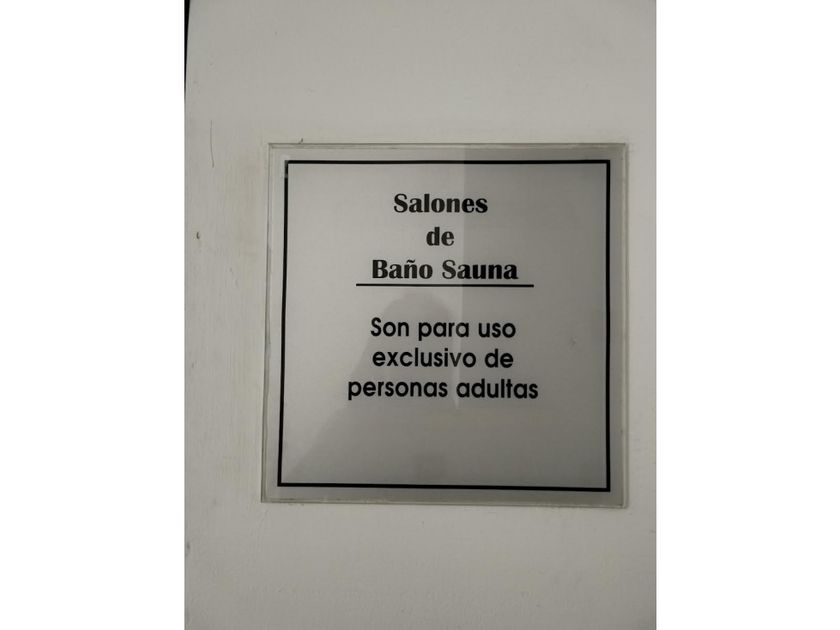 Salones
de
Baño Sauna
Son para uso
exclusivo de
personas adultas